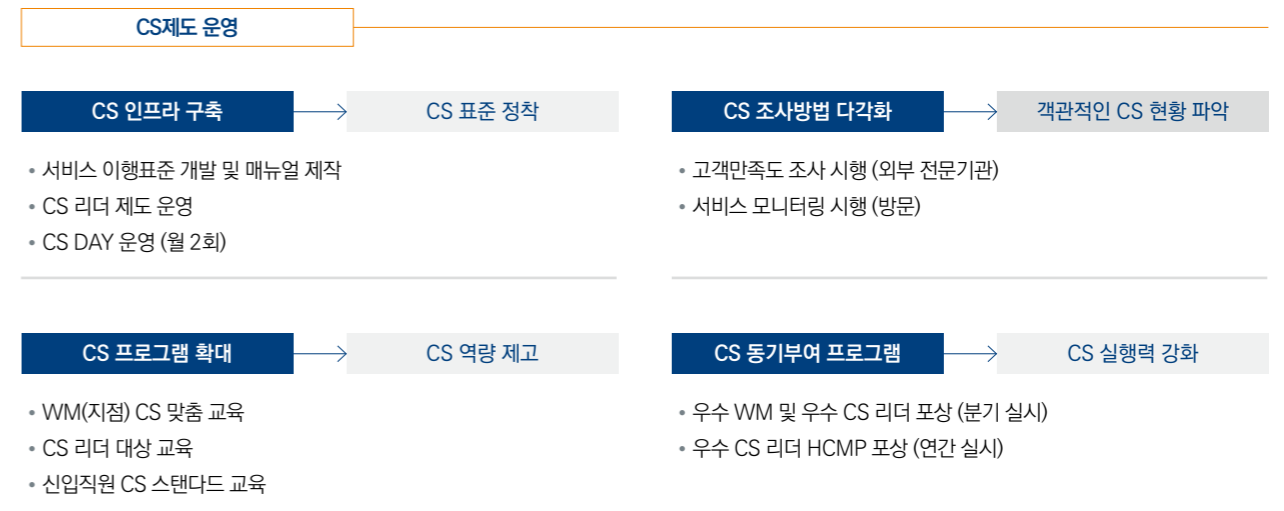 CS제도 운영
CS 인프라 구축
CS 표준 정착
• 서비스 이행표준 개발 및 매뉴얼 제작
• CS 리더 제도 운영
• CS DAY 운영 (월 2회)
CS 조사방법 다각화
객관적인 CS 현황 파악
• 고객만족도 조사 시행 (외부 전문기관)
• 서비스 모니터링 시행 (방문)
CS 프로그램 확대
CS 역량 제고
• WM(지점) CS 맞춤 교육
• CS 리더 대상 교육
• 신입직원 CS 스탠다드 교육
CS 동기부여 프로그램
CS 실행력 강화
• 우수 WM 및 우수 CS 리더 포상 (분기 실시)
• 우수 CS 리더 HCMP 포상 (연간 실시)